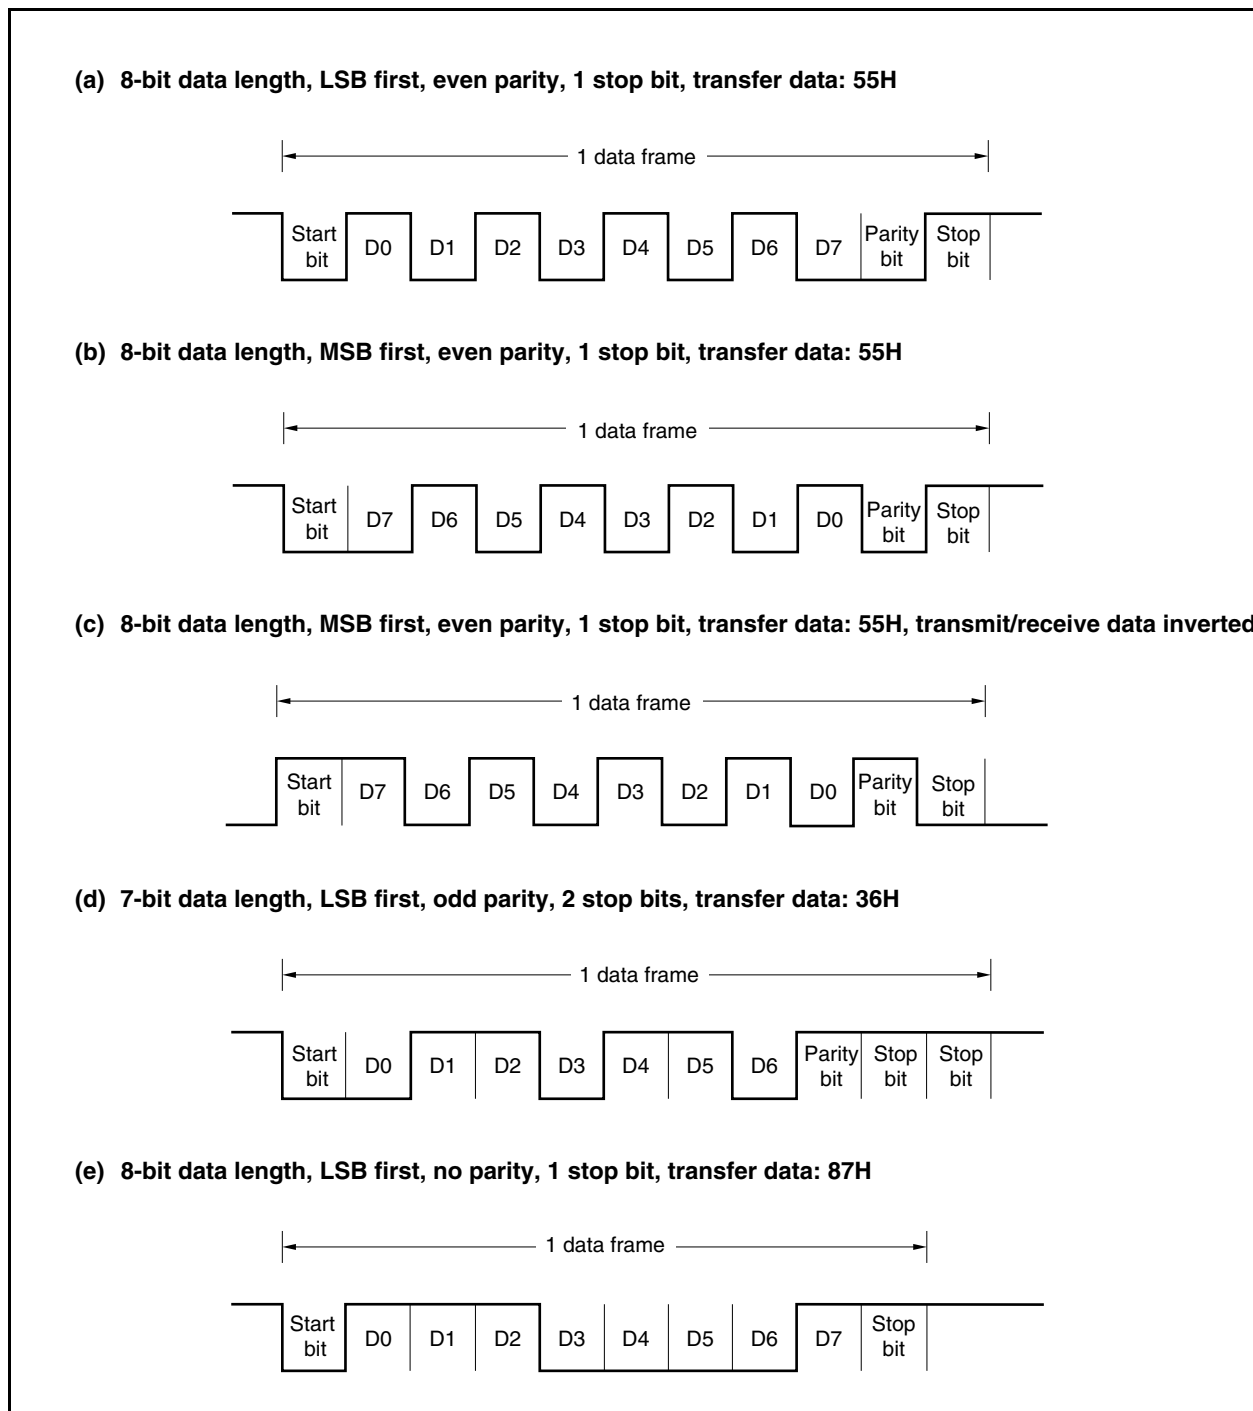 (a) 8-bit data length, LSB first, even parity, 1 stop bit, transfer data: 55H
1 data frame
Start bit D0 D1 D2 D3 D4 D5 D6 D7 Parity bit Stop bit
(b) 8-bit data length, MSB first, even parity, 1 stop bit, transfer data: 55H
1 data frame
Start bit D7 D6 D5 D4 D3 D2 D1 D0 Parity bit Stop bit
(c) 8-bit data length, MSB first, even parity, 1 stop bit, transfer data: 55H, transmit/receive data inverted
1 data frame
Start bit D7 D6 D5 D4 D3 D2 D1 D0 Parity bit Stop bit
(d) 7-bit data length, LSB first, odd parity, 2 stop bits, transfer data: 36H
1 data frame
Start bit D0 D1 D2 D3 D4 D5 D6 Parity bit Stop bit Stop bit
(e) 8-bit data length, LSB first, no parity, 1 stop bit, transfer data: 87H
1 data frame
Start bit D0 D1 D2 D3 D4 D5 D6 D7 Stop bit